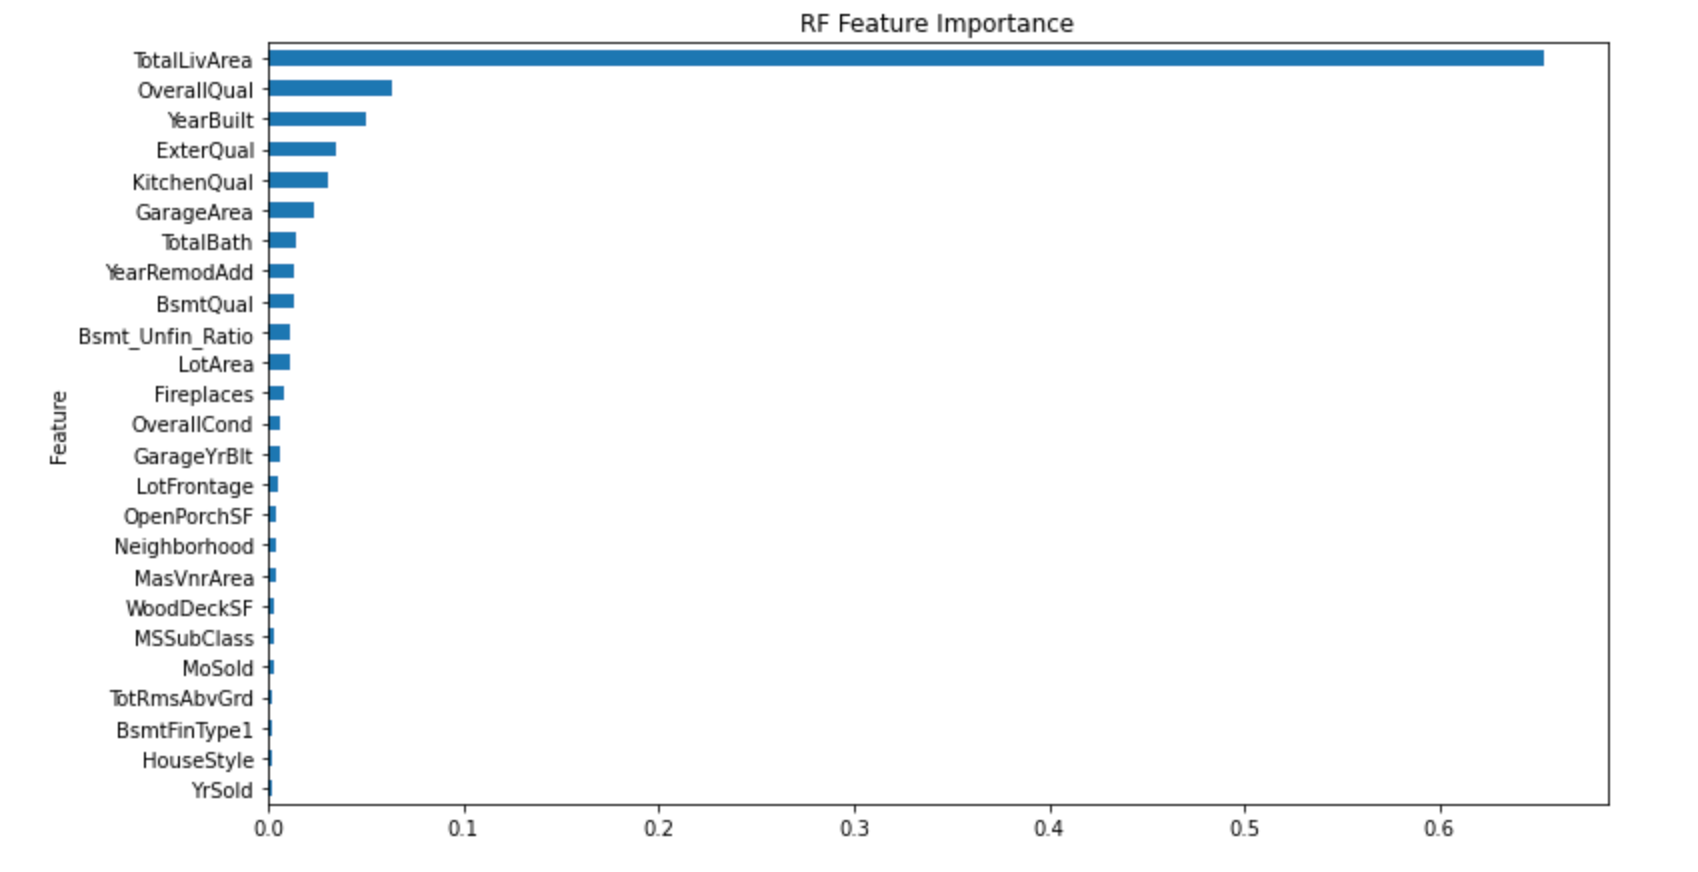 RF Feature Importance
TotalLivArea
OverallQual
YearBuilt
ExterQual
KitchenQual
GarageArea
TotalBath
YearRemodAdd
BsmtQual
Bsmt_Unfin_Ratio
LotArea
Fireplaces
OverallCond
GarageYrBlt
LotFrontage
OpenPorchSF
Neighborhood
MasVnrArea
WoodDeckSF
MSSubClass
MoSold
TotRmsAbvGrd
BsmtFinType1
HouseStyle
YrSold
Feature
0.0 0.1 0.2 0.3 0.4 0.5 0.6